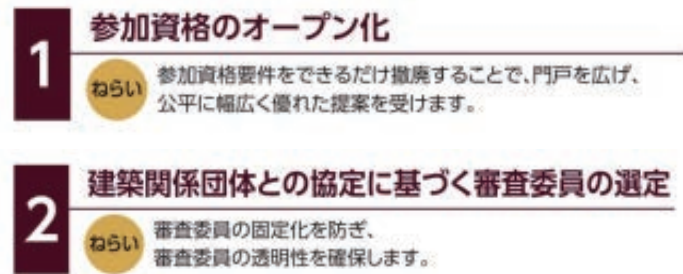 1
参加資格のオープン化
ねらい
参加資格要件をできるだけ撤廃することで、門戸を広げ、
公平に幅広く優れた提案を受けます。
2
建築関係団体との協定に基づく審査委員の選定
ねらい
審査委員の固定化を防ぎ、
審査委員の透明性を確保します。